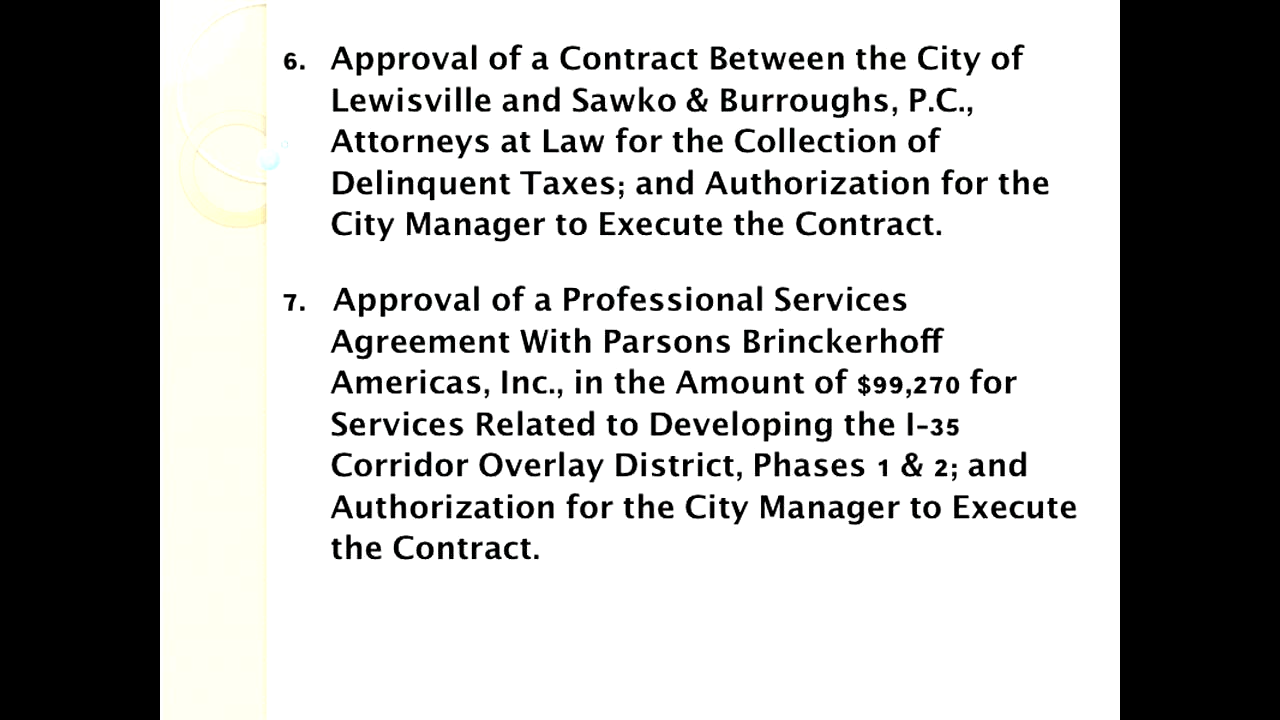 6. Approval of a Contract Between the City of
Lewisville and Sawko & Burroughs, P.C.,
Attorneys at Law for the Collection of
Delinquent Taxes; and Authorization for the
City Manager to Execute the Contract.
7. Approval of a Professional Services
Agreement With Parsons Brinckerhoff
Americas, Inc., in the Amount of $99,270 for
Services Related to Developing the I-35
Corridor Overlay District, Phases 1 & 2; and
Authorization for the City Manager to Execute
the Contract.